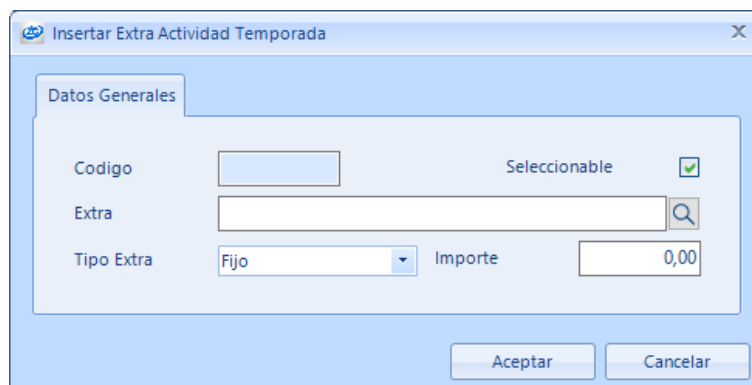 Insertar Extra Actividad Temporada
Datos Generales
Codigo Seleccionable
Extra
Tipo Extra Fijo Importe 0,00
Aceptar Cancelar